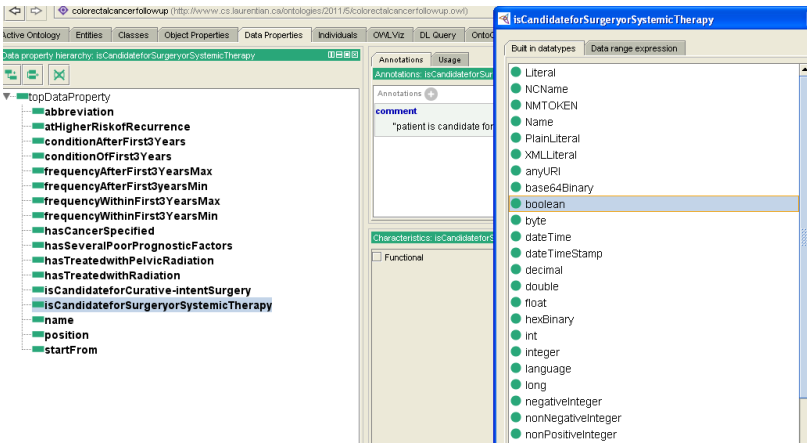 colorectalcancerfollowup (http://www.cs.laurentian.ca/ontologies/2011/5/colorectalcancerfollowup.owl)
Active Ontology Entities Classes Object Properties Data Properties Individuals OWLViz DL Query
Data property hierarchy: isCandidateforSurgeryorSystemicTherapy
topDataProperty
abbreviation
atHigherRiskofRecurrence
conditionAfterFirst3Years
conditionOfFirst3Years
frequencyAfterFirst3YearsMax
frequencyAfterFirst3yearsMin
frequencyWithinFirst3YearsMax
frequencyWithinFirst3YearsMin
hasCancerSpecified
hasSeveralPoorPrognosticFactors
hasTreatedwithPelvicRadiation
hasTreatedwithRadiation
isCandidateforCurative-intentSurgery
isCandidateforSurgeryorSystemicTherapy
name
position
startFrom
Annotations Usage
Annotations: isCandidateforSur
Annotations
comment
"patient is candidate for
Characteristics: isCandidateforS
Functional
isCandidateforSurgeryorSystemicTherapy
Built in datatypes Data range expression
Literal
NCName
NMTOKEN
Name
PlainLiteral
XMLLiteral
anyURI
base64Binary
boolean
byte
dateTime
dateTimeStamp
decimal
double
float
hexBinary
int
integer
language
long
negativeInteger
nonNegativeInteger
nonPositiveInteger